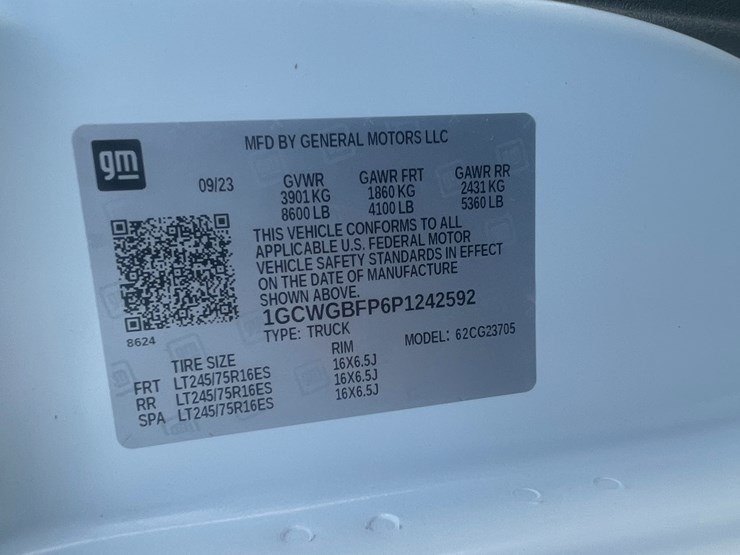 gm
MFD BY GENERAL MOTORS LLC
09/23 GVWR GAWR FRT GAWR RR
3901 KG 1860 KG 2431 KG
8600 LB 4100 LB 5360 LB
THIS VEHICLE CONFORMS TO ALL
APPLICABLE U.S. FEDERAL MOTOR
VEHICLE SAFETY STANDARDS IN EFFECT
ON THE DATE OF MANUFACTURE
SHOWN ABOVE.
1GCWGBFP6P1242592
8624 TYPE: TRUCK MODEL: 62CG23705
TIRE SIZE RIM
FRT LT245/75R16ES 16X6.5J
RR LT245/75R16ES 16X6.5J
SPA LT245/75R16ES 16X6.5J